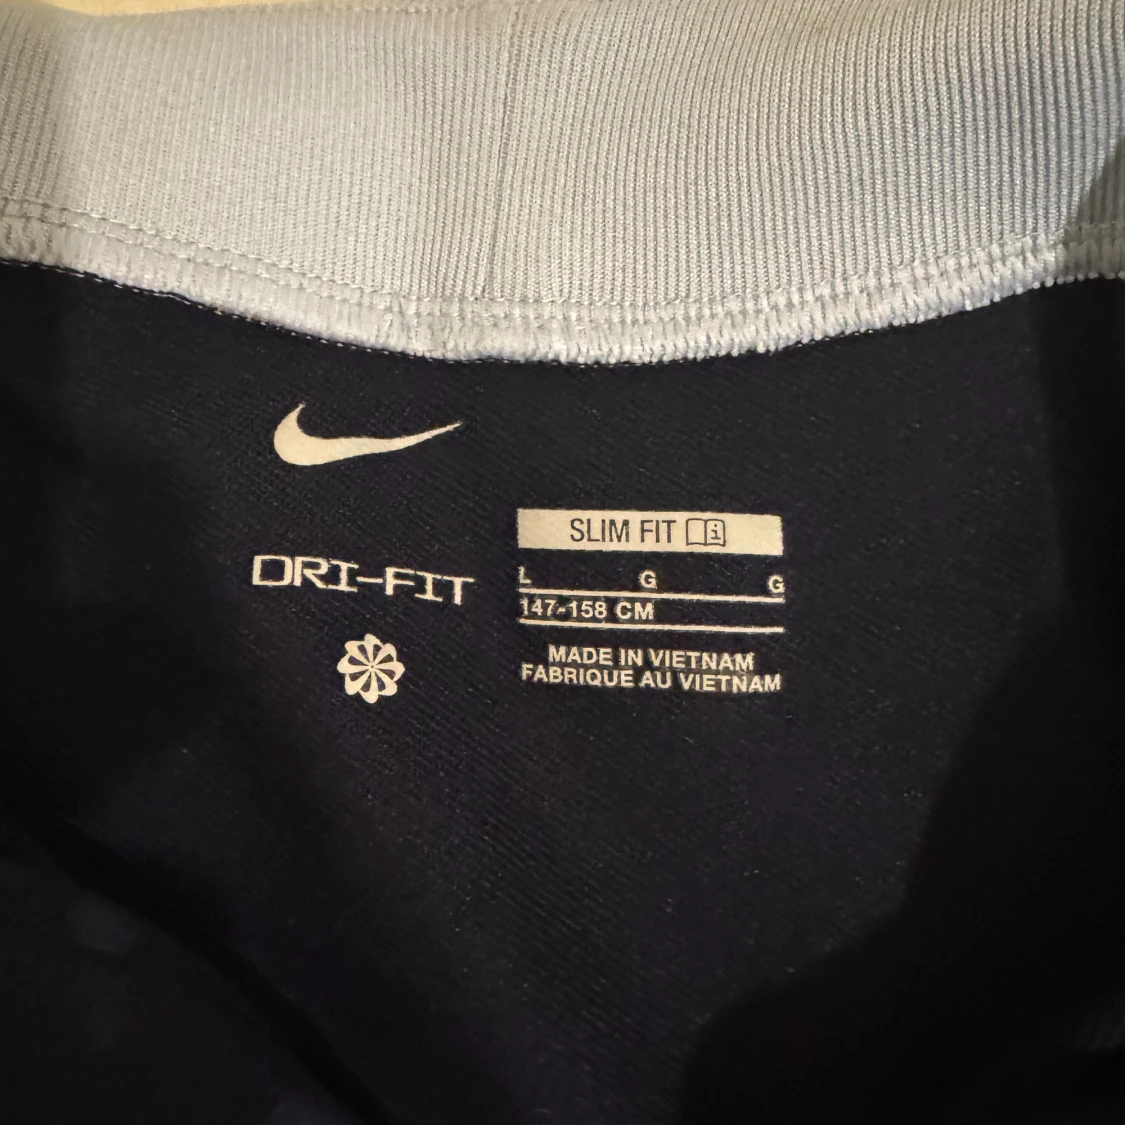 DRI-FIT
SLIM FIT
L G G
147-158 CM
MADE IN VIETNAM
FABRIQUE AU VIETNAM